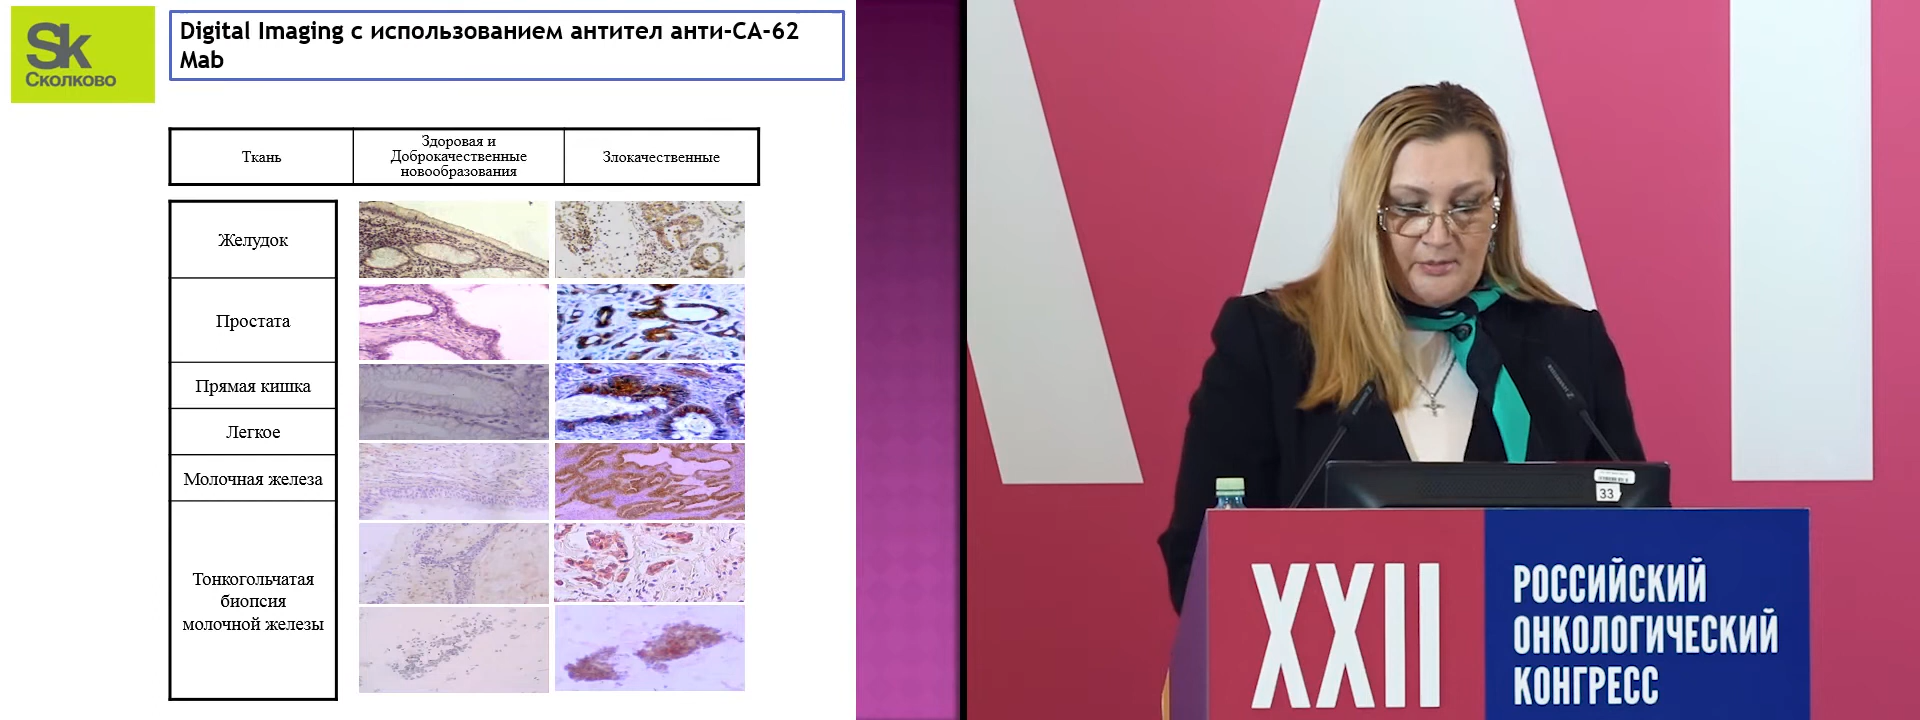 Sk
Сколково
Digital Imaging с использованием антител анти-СА-62
Mab
Ткань
Здоровая и
Доброкачественные
новообразования
Злокачественные
Желудок
Простата
Прямая кишка
Легкое
Молочная железа
Тонкогольчатая
биопсия
молочной железы
33
XXII
РОССИЙСКИЙ
ОНКОЛОГИЧЕСКИЙ
КОНГРЕСС